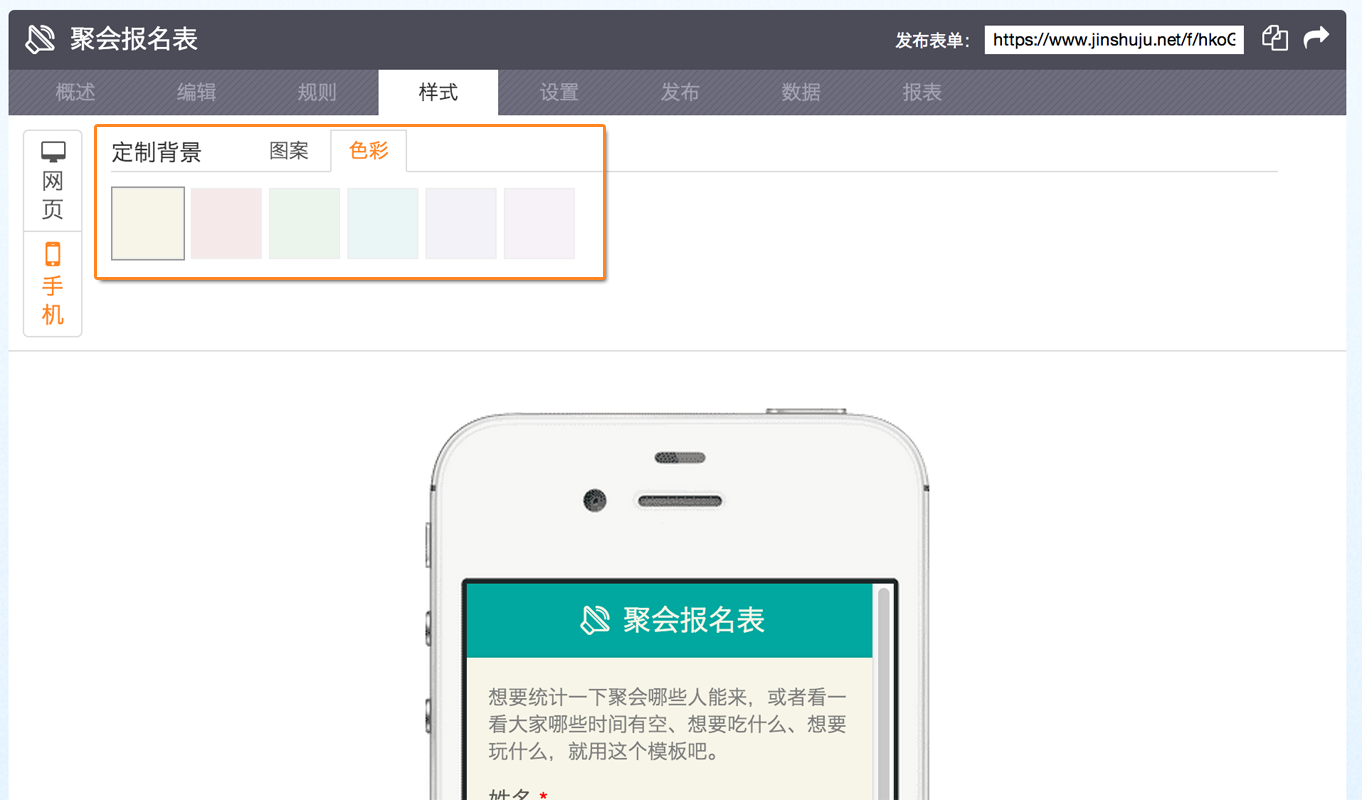 聚会报名表
发布表单：
https://www.jinshuju.net/f/hko
概述 编辑 规则 样式 设置 发布 数据 报表
网页
手机
定制背景 图案 色彩
聚会报名表
想要统计一下聚会哪些人能来，或者看一
看大家哪些时间有空、想要吃什么、想要
玩什么，就用这个模板吧。
姓名 *